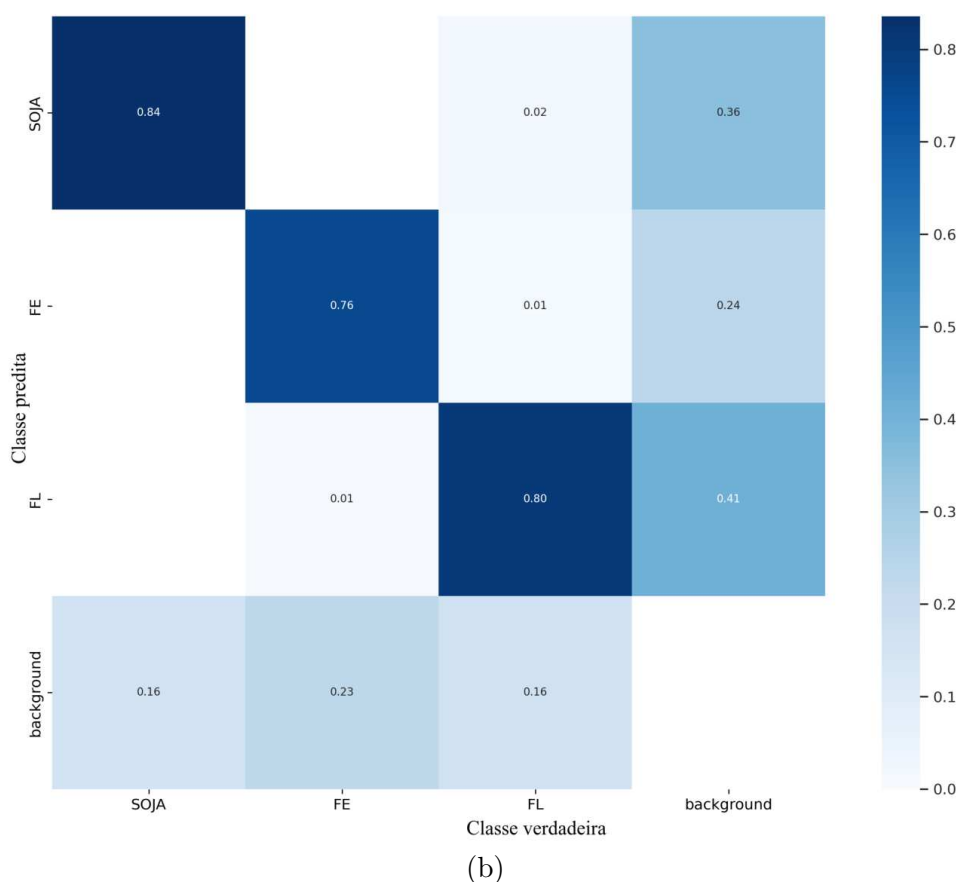 SOJA 0.84 0.02 0.36
FE 0.76 0.01 0.24
FL 0.01 0.80 0.41
background 0.16 0.23 0.16
SOJA FE FL background
Classe predita
Classe verdadeira
0.8
0.7
0.6
0.5
0.4
0.3
0.2
0.1
0.0
(b)